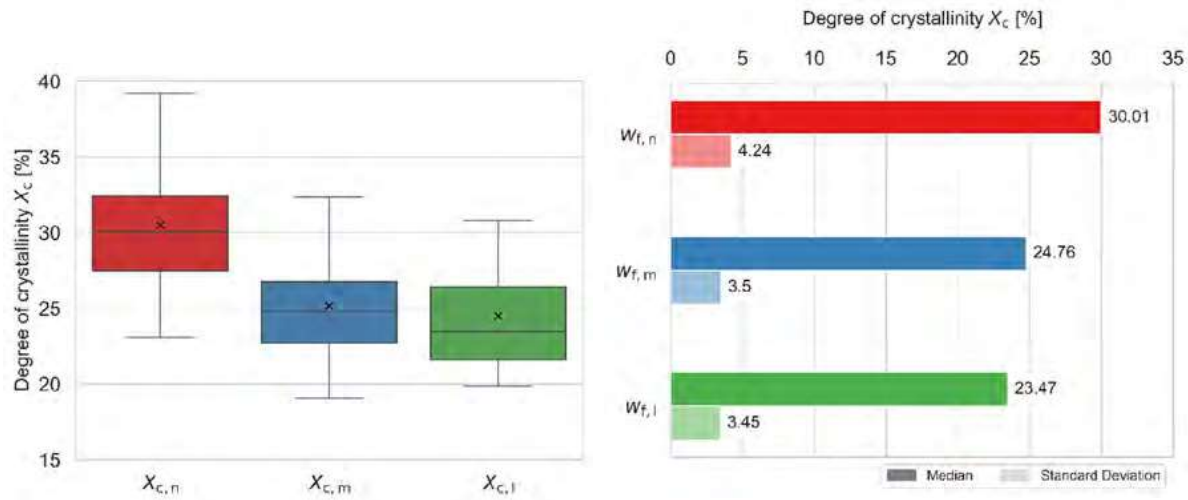 Degree of crystallinity Xc [%]
40
35
30
25
20
15
Xc, n
Xc, m
Xc, l
Degree of crystallinity Xc [%]
0 5 10 15 20 25 30 35
wf, n
30.01
4.24
wf, m
24.76
3.5
wf, l
23.47
3.45
Median Standard Deviation